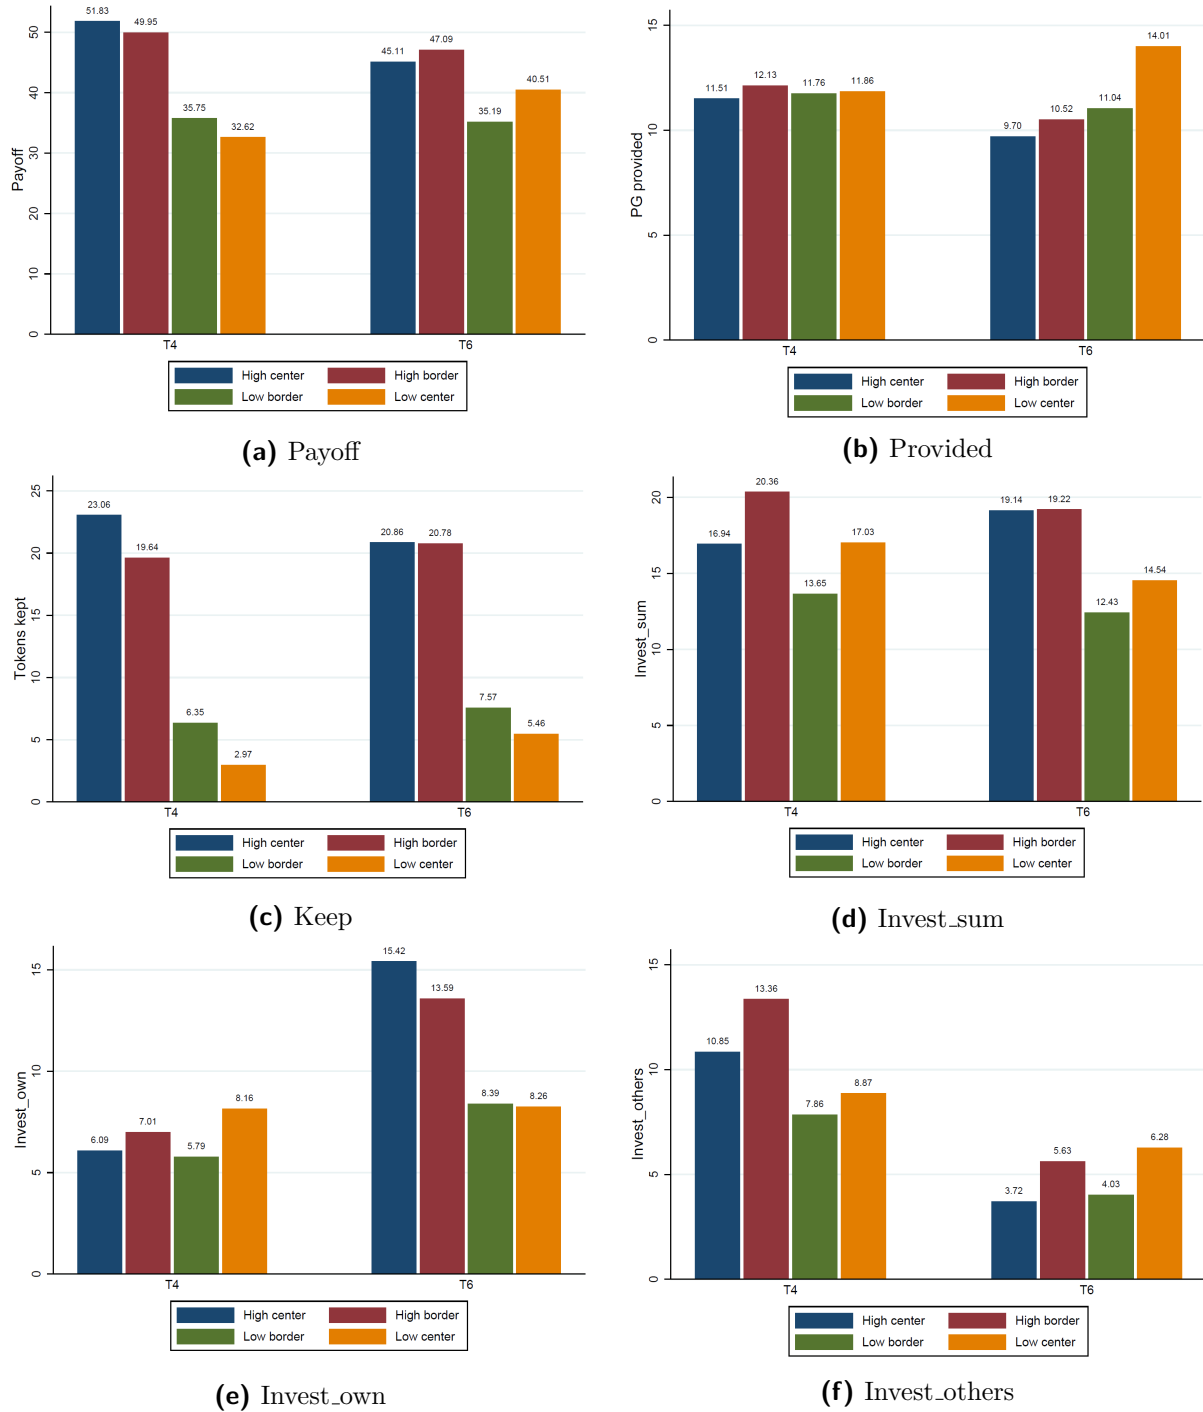 Payoff
50
40
30
20
10
0
51.83
49.95
35.75
32.62
45.11
47.09
35.19
40.51
T4
T6
High center
High border
Low border
Low center
(a) Payoff
PG provided
15
10
5
0
11.51
12.13
11.76
11.86
9.70
10.52
11.04
14.01
T4
T6
High center
High border
Low border
Low center
(b) Provided
Tokens kept
25
20
15
10
5
0
23.06
19.64
6.35
2.97
20.86
20.78
7.57
5.46
T4
T6
High center
High border
Low border
Low center
(c) Keep
Invest_sum
20
15
10
5
0
16.94
20.36
13.65
17.03
19.14
19.22
12.43
14.54
T4
T6
High center
High border
Low border
Low center
(d) Invest_sum
Invest_own
15
10
5
0
6.09
7.01
5.79
8.16
15.42
13.59
8.39
8.26
T4
T6
High center
High border
Low border
Low center
(e) Invest_own
Invest_others
15
10
5
0
10.85
13.36
7.86
8.87
3.72
5.63
4.03
6.28
T4
T6
High center
High border
Low border
Low center
(f) Invest_others